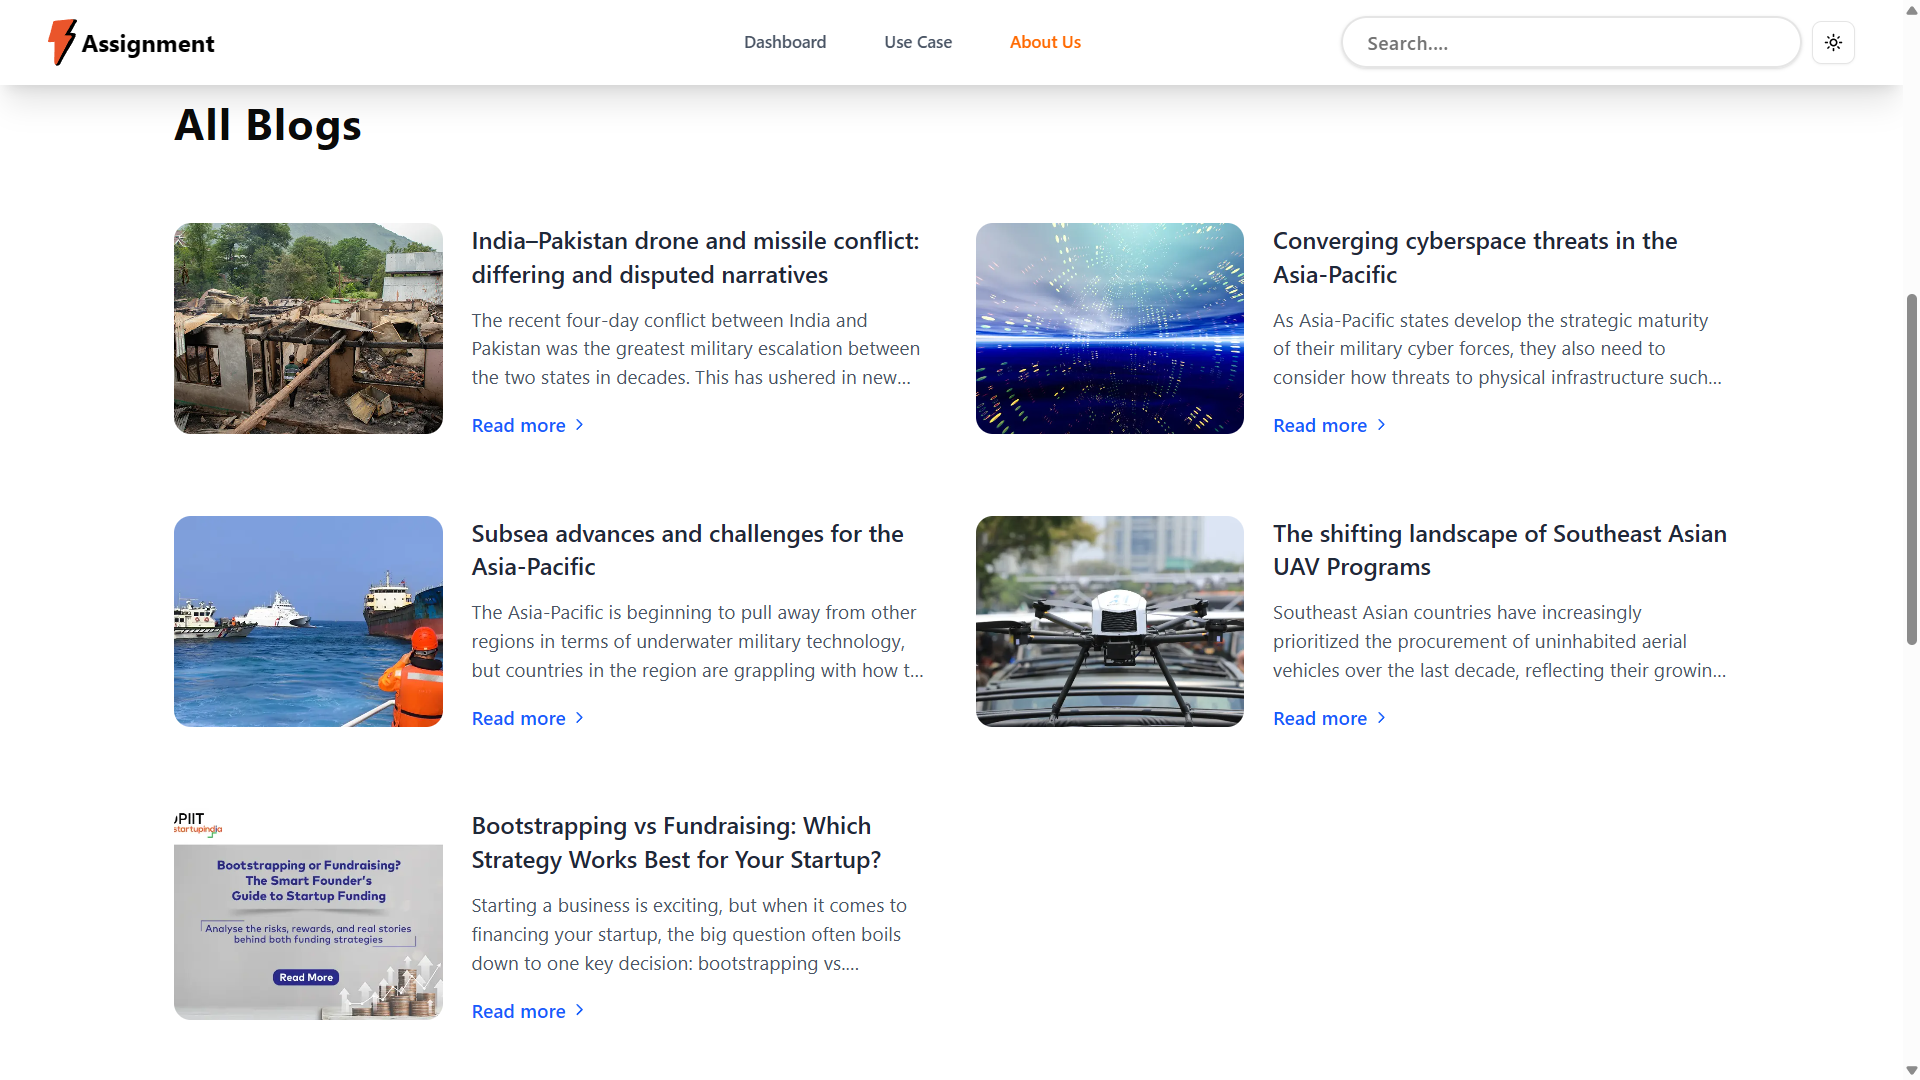 Assignment
Dashboard
Use Case
About Us
Search....
All Blogs
India–Pakistan drone and missile conflict:
differing and disputed narratives
The recent four-day conflict between India and
Pakistan was the greatest military escalation between
the two states in decades. This has ushered in new...
Read more
Converging cyberspace threats in the
Asia-Pacific
As Asia-Pacific states develop the strategic maturity
of their military cyber forces, they also need to
consider how threats to physical infrastructure such...
Read more
Subsea advances and challenges for the
Asia-Pacific
The Asia-Pacific is beginning to pull away from other
regions in terms of underwater military technology,
but countries in the region are grappling with how t...
Read more
The shifting landscape of Southeast Asian
UAV Programs
Southeast Asian countries have increasingly
prioritized the procurement of uninhabited aerial
vehicles over the last decade, reflecting their growin...
Read more
PIIT
startupindia
Bootstrapping or Fundraising?
The Smart Founder's
Guide to Startup Funding
Analyse the risks, rewards, and real stories
behind both funding strategies
Read More
Bootstrapping vs Fundraising: Which
Strategy Works Best for Your Startup?
Starting a business is exciting, but when it comes to
financing your startup, the big question often boils
down to one key decision: bootstrapping vs....
Read more